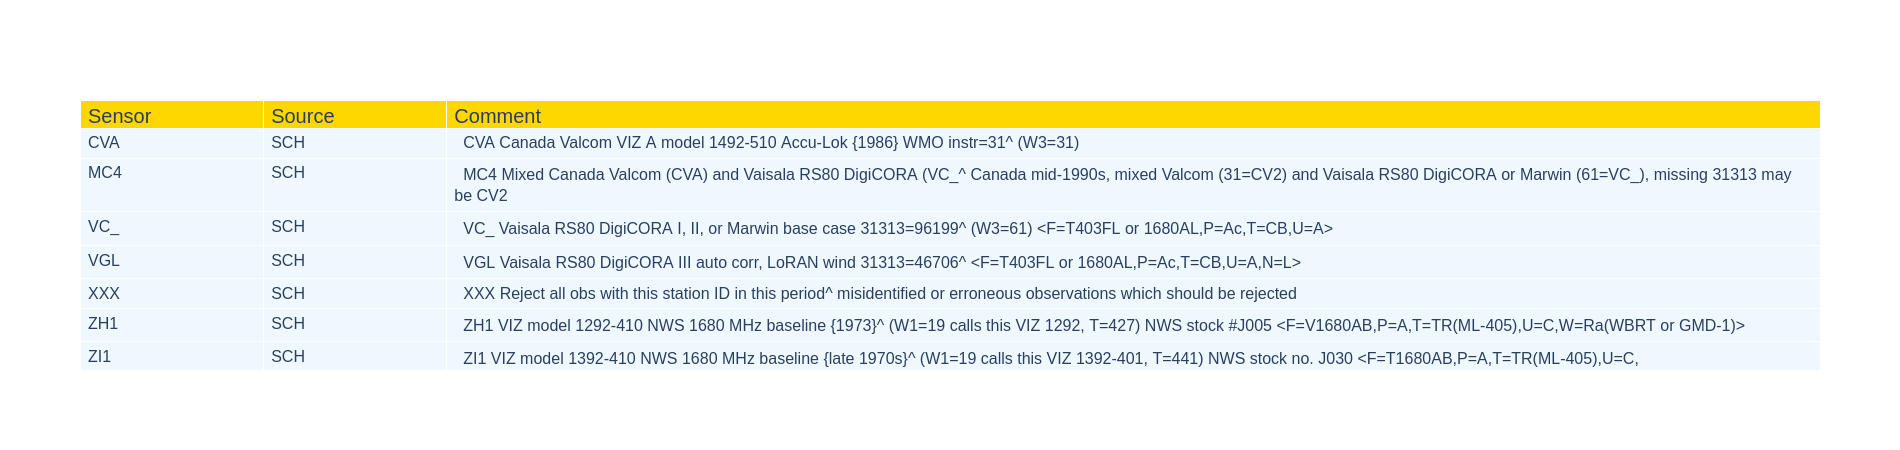 Sensor Source Comment
CVA SCH CVA Canada Valcom VIZ A model 1492-510 Accu-Lok {1986} WMO instr=31^ (W3=31)
MC4 SCH MC4 Mixed Canada Valcom (CVA) and Vaisala RS80 DigiCORA (VC_^ Canada mid-1990s, mixed Valcom (31=CV2) and Vaisala RS80 DigiCORA or Marwin (61=VC_), missing 31313 may
be CV2
VC_ SCH VC_ Vaisala RS80 DigiCORA I, II, or Marwin base case 31313=96199^ (W3=61) <F=T403FL or 1680AL,P=Ac,T=CB,U=A>
VGL SCH VGL Vaisala RS80 DigiCORA III auto corr, LoRAN wind 31313=46706^ <F=T403FL or 1680AL,P=Ac,T=CB,U=A,N=L>
XXX SCH XXX Reject all obs with this station ID in this period^ misidentified or erroneous observations which should be rejected
ZH1 SCH ZH1 VIZ model 1292-410 NWS 1680 MHz baseline {1973}^ (W1=19 calls this VIZ 1292, T=427) NWS stock #J005 <F=V1680AB,P=A,T=TR(ML-405),U=C,W=Ra(WBRT or GMD-1)>
ZI1 SCH ZI1 VIZ model 1392-410 NWS 1680 MHz baseline {late 1970s}^ (W1=19 calls this VIZ 1392-401, T=441) NWS stock no. J030 <F=T1680AB,P=A,T=TR(ML-405),U=C,